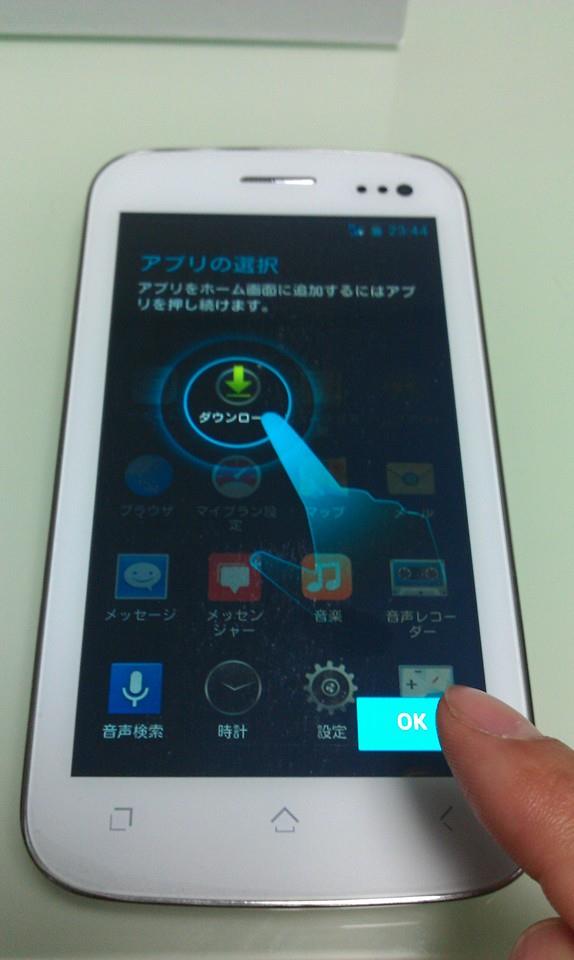 23:44
アプリの選択
アプリをホーム画面に追加するにはアプ
リを押し続けます。
ダウンロー
ブラウザ
マイプラン設
定
マップ
メール
メッセージ
メッセン
ジャー
音楽
音声レコー
ダー
音声検索
時計
設定
OK